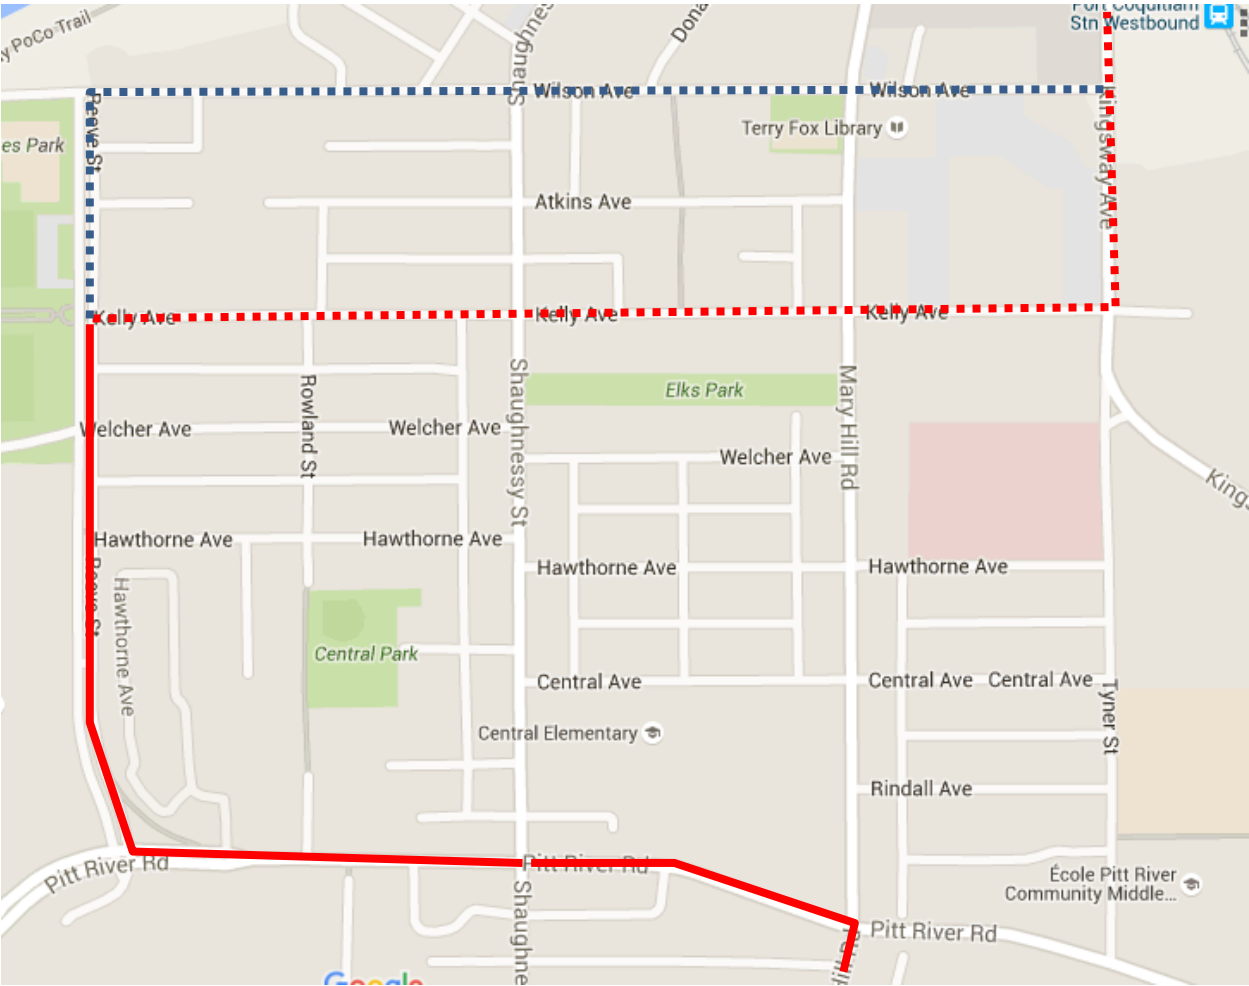 y PoCo Trail
Shaughnes
Dona
Port Coquitlam
Stn Westbound
Wilson Ave
Wilson Ave
Reeve St
es Park
Terry Fox Library
Kingsway Ave
Atkins Ave
Kelly Ave
Kelly Ave
Kelly Ave
Rowland St
Shaughnessy St
Elks Park
Mary Hill Rd
Welcher Ave
Welcher Ave
Welcher Ave
Kings
Hawthorne Ave
Hawthorne Ave
Hawthorne Ave
Hawthorne Ave
Reeve St
Hawthorne Ave
Central Park
Central Ave
Central Ave
Central Ave
Tyner St
Central Elementary
Rindall Ave
Pitt River Rd
Pitt River Rd
École Pitt River
Community Middle...
Shaughne
Pitt River Rd
Google